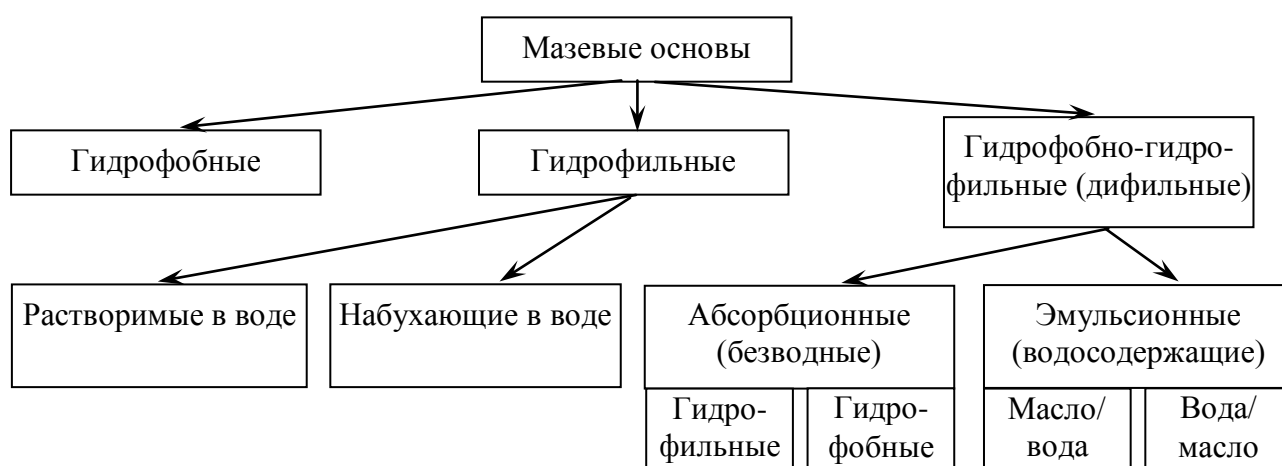 Мазевые основы
Гидрофобные
Гидрофильные
Гидрофобно-гидро-
фильные (дифильные)
Растворимые в воде
Набухающие в воде
Абсорбционные
(безводные)
Эмульсионные
(водосодержащие)
Гидро-
фильные
Гидро-
фобные
Масло/
вода
Вода/
масло